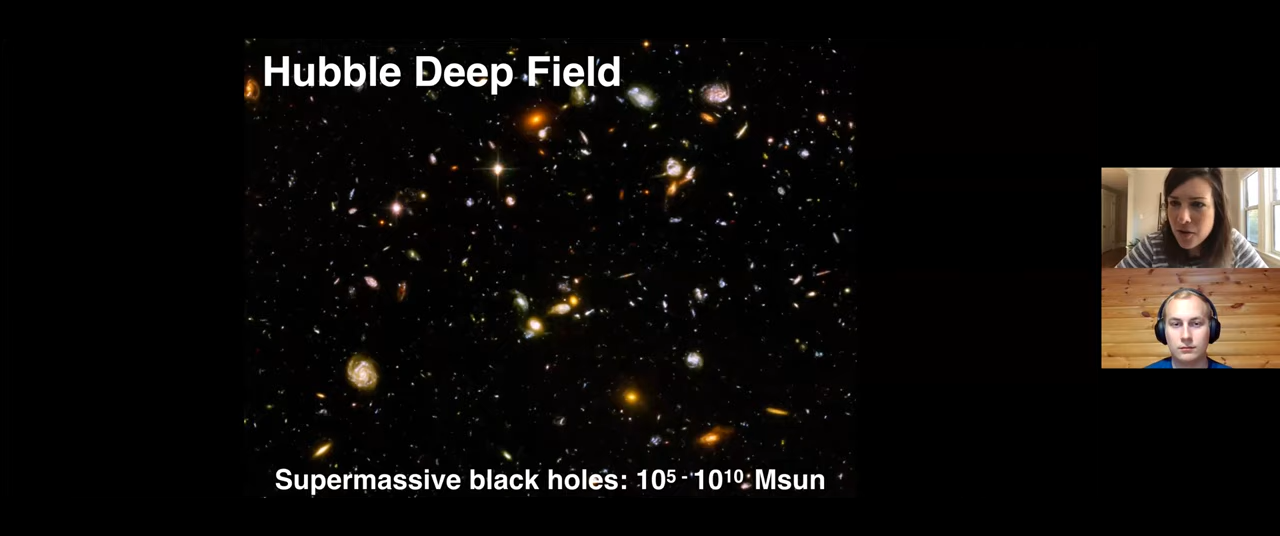 Hubble Deep Field
Supermassive black holes: 10⁵ - 10¹⁰ Msun